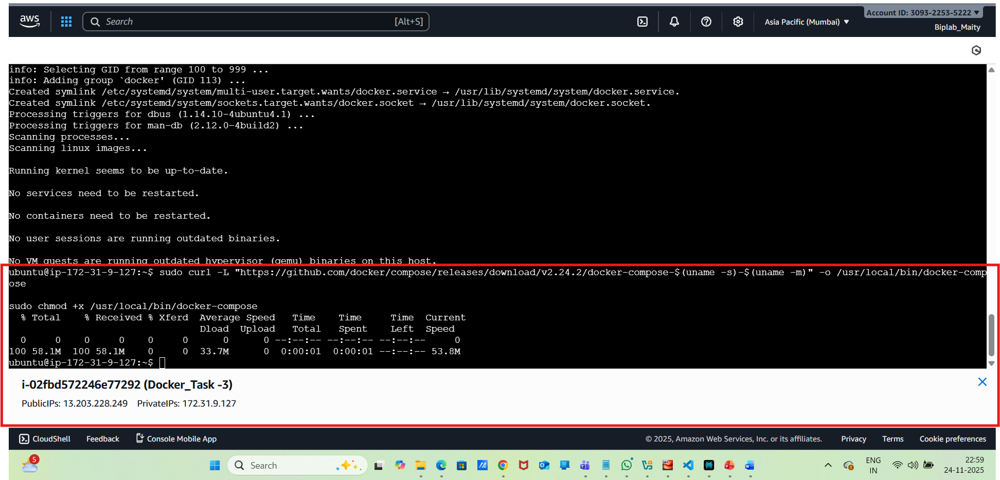 aws
Search
[Alt+S]
Asia Pacific (Mumbai) ▼
Account ID: 3093-2253-5222 ▼
Biplab_Maity
info: Selecting GID from range 100 to 999 ...
info: Adding group `docker' (GID 113) ...
Created symlink /etc/systemd/system/multi-user.target.wants/docker.service → /usr/lib/systemd/system/docker.service.
Created symlink /etc/systemd/system/sockets.target.wants/docker.socket → /usr/lib/systemd/system/docker.socket.
Processing triggers for dbus (1.14.10-4ubuntu4.1) ...
Processing triggers for man-db (2.12.0-4build2) ...
Scanning processes...
Scanning linux images...
Running kernel seems to be up-to-date.
No services need to be restarted.
No containers need to be restarted.
No user sessions are running outdated binaries.
No VM guests are running outdated hypervisor (qemu) binaries on this host.
ubuntu@ip-172-31-9-127:~$ sudo curl -L "https://github.com/docker/compose/releases/download/v2.24.2/docker-compose-$(uname -s)-$(uname -m)" -o /usr/local/bin/docker-comp
ose
sudo chmod +x /usr/local/bin/docker-compose
% Total % Received % Xferd Average Speed Time Time Time Current
Dload Upload Total Spent Left Speed
0 0 0 0 0 0 0 0 --:--:-- --:--:-- --:--:-- 0
100 58.1M 100 58.1M 0 0 33.7M 0 0:00:01 0:00:01 --:--:-- 53.8M
ubuntu@ip-172-31-9-127:~$
i-02fbd572246e77292 (Docker_Task -3)
PublicIPs: 13.203.228.249 PrivateIPs: 172.31.9.127
CloudShell Feedback Console Mobile App
© 2025, Amazon Web Services, Inc. or its affiliates. Privacy Terms Cookie preferences
5
Search
ENG
IN
22:59
24-11-2025